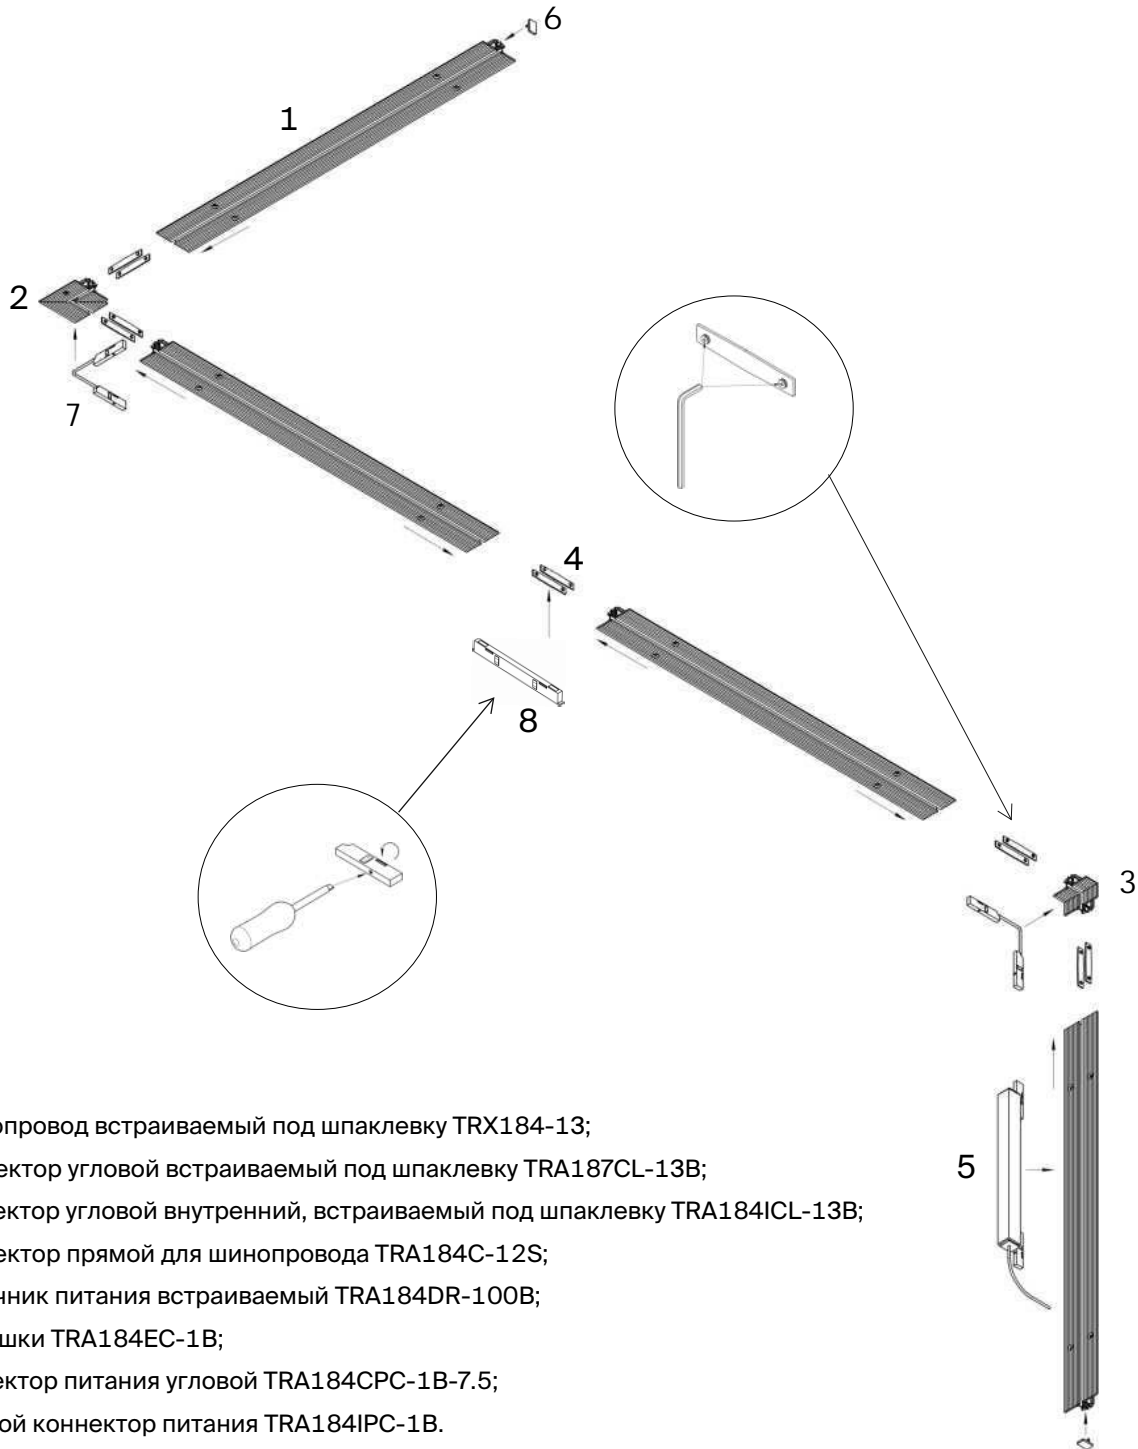 6
1
2
7
4
8
3
5
опровод встраиваемый под шпаклевку TRX184-13;
ектор угловой встраиваемый под шпаклевку TRA187CL-13B;
ектор угловой внутренний, встраиваемый под шпаклевку TRA184ICL-13B;
ектор прямой для шинопровода TRA184C-12S;
чник питания встраиваемый TRA184DR-100B;
шки TRA184EC-1B;
ектор питания угловой TRA184CPC-1B-7.5;
ой коннектор питания TRA184IPC-1B.